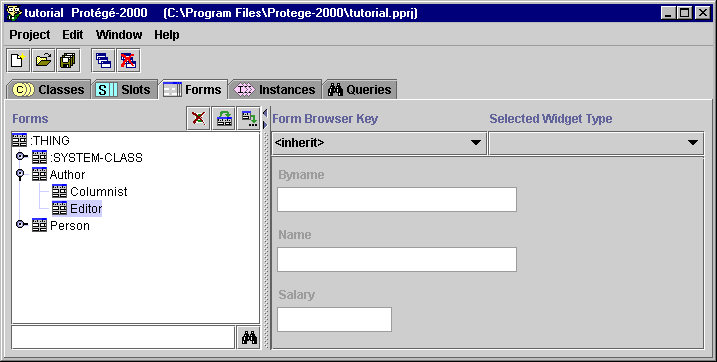 tutorial Protégé-2000 (C:\Program Files\Protege-2000\tutorial.pprj)
Project Edit Window Help
Classes Slots Forms Instances Queries
Forms
Form Browser Key Selected Widget Type
<inherit>
:THING
:SYSTEM-CLASS
Author
Columnist
Editor
Person
Byname
Name
Salary